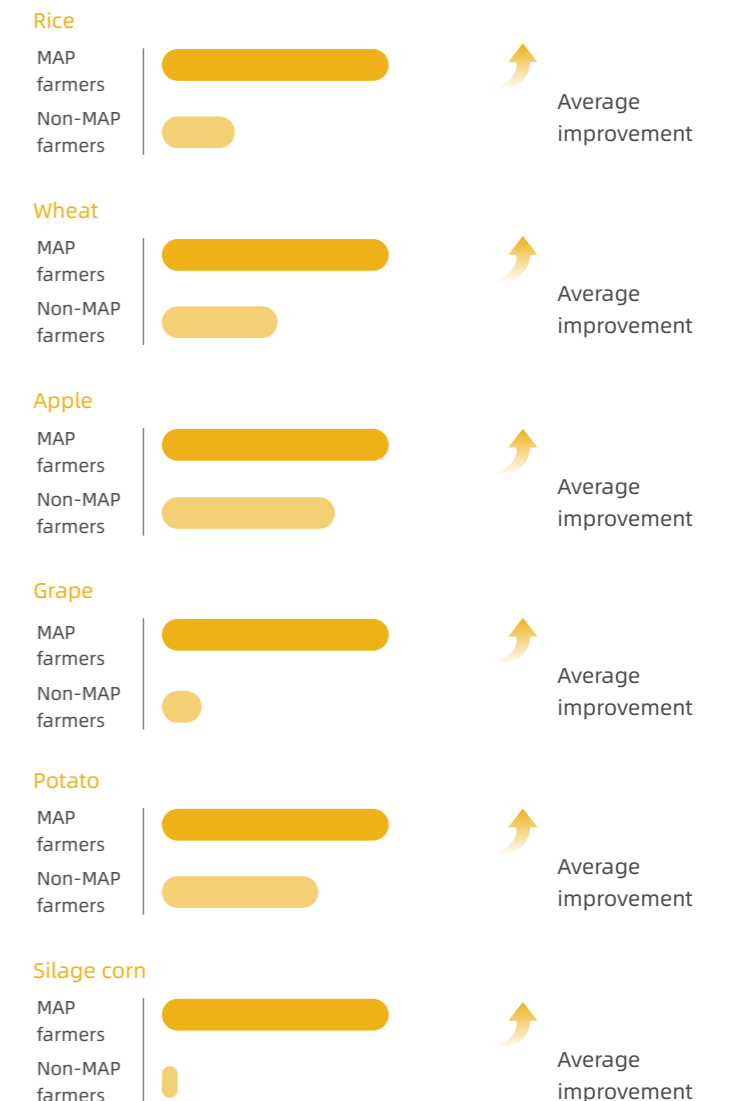 Rice
MAP
farmers
Non-MAP
farmers
Average
improvement
Wheat
MAP
farmers
Non-MAP
farmers
Average
improvement
Apple
MAP
farmers
Non-MAP
farmers
Average
improvement
Grape
MAP
farmers
Non-MAP
farmers
Average
improvement
Potato
MAP
farmers
Non-MAP
farmers
Average
improvement
Silage corn
MAP
farmers
Non-MAP
farmers
Average
improvement